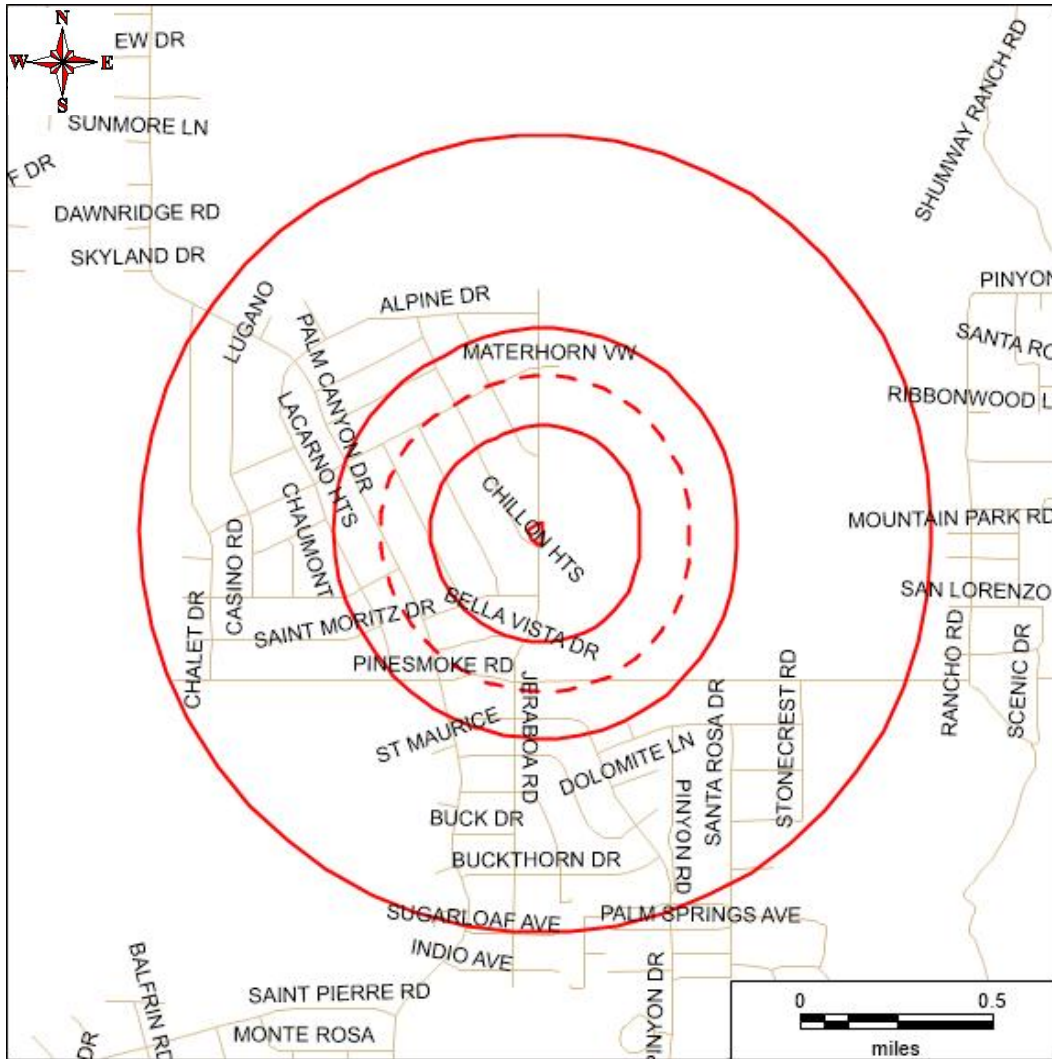 N
EW DR
W
E
S
SUNMORE LN
F DR
DAWNRIDGE RD
SKYLAND DR
SHUMWAY RANCH RD
PINYON
LUGANO
ALPINE DR
PALM CANYON DR
MATERHORN VW
SANTA RO
RIBBONWOOD L
LACARNO HTS
CHAUMONT
CHILLON HTS
MOUNTAIN PARK RD
CASINO RD
CHALET DR
SAINT MORITZ DR
BELLA VISTA DR
SAN LORENZO
PINESMOKE RD
RANCHO RD
SCENIC DR
JERABOA RD
ST MAURICE
DOLOMITE LN
SANTA ROSA DR
STONECREST RD
PINYON RD
BUCK DR
BUCKTHORN DR
SUGARLOAF AVE
PALM SPRINGS AVE
INDIO AVE
BALFRIN RD
SAINT PIERRE RD
MONTE ROSA
DR
PINYON DR
0
0.5
miles